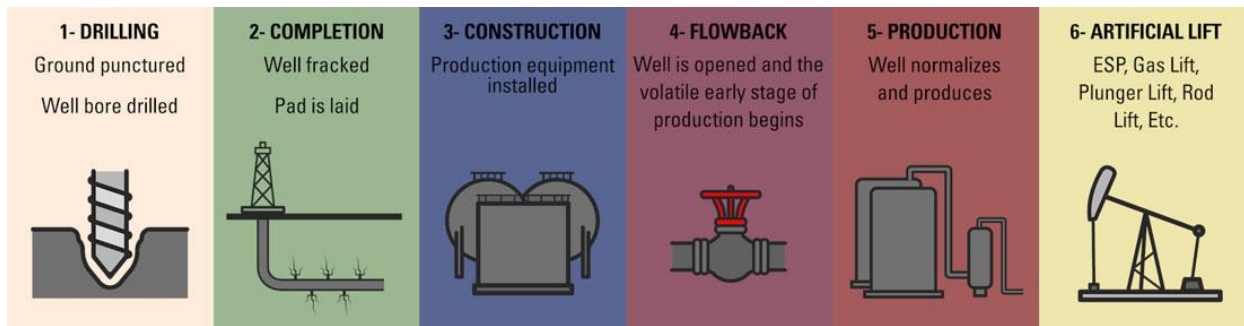 1- DRILLING
Ground punctured
Well bore drilled
2- COMPLETION
Well fracked
Pad is laid
3- CONSTRUCTION
Production equipment
installed
4- FLOWBACK
Well is opened and the
volatile early stage of
production begins
5- PRODUCTION
Well normalizes
and produces
6- ARTIFICIAL LIFT
ESP, Gas Lift,
Plunger Lift, Rod
Lift, Etc.